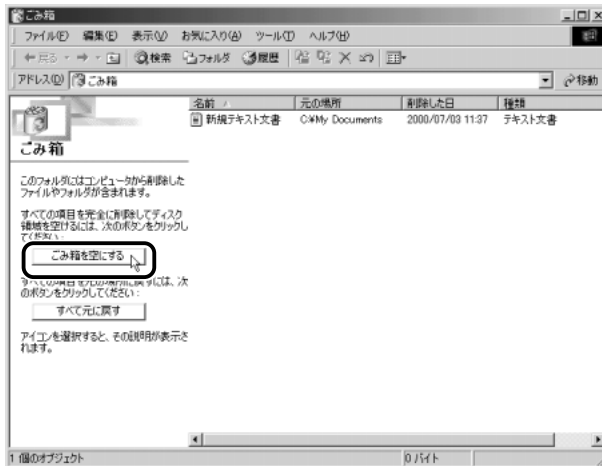 ごみ箱
ファイル(F) 編集(E) 表示(V) お気に入り(A) ツール(T) ヘルプ(H)
戻る 検索 フォルダ 履歴
アドレス(D) ごみ箱 移動
名前 元の場所 削除した日 種類
新規テキスト文書 C:¥My Documents 2000/07/03 11:37 テキスト文書
ごみ箱
このフォルダにはコンピュータから削除した
ファイルやフォルダが含まれます。
すべての項目を完全に削除してディスク
領域を空けるには、次のボタンをクリックし
てください:
ごみ箱を空にする
すべての項目を元の場所に戻すには、次
のボタンをクリックしてください:
すべて元に戻す
アイコンを選択すると、その説明が表示さ
れます。
1 個のオブジェクト 0 バイト